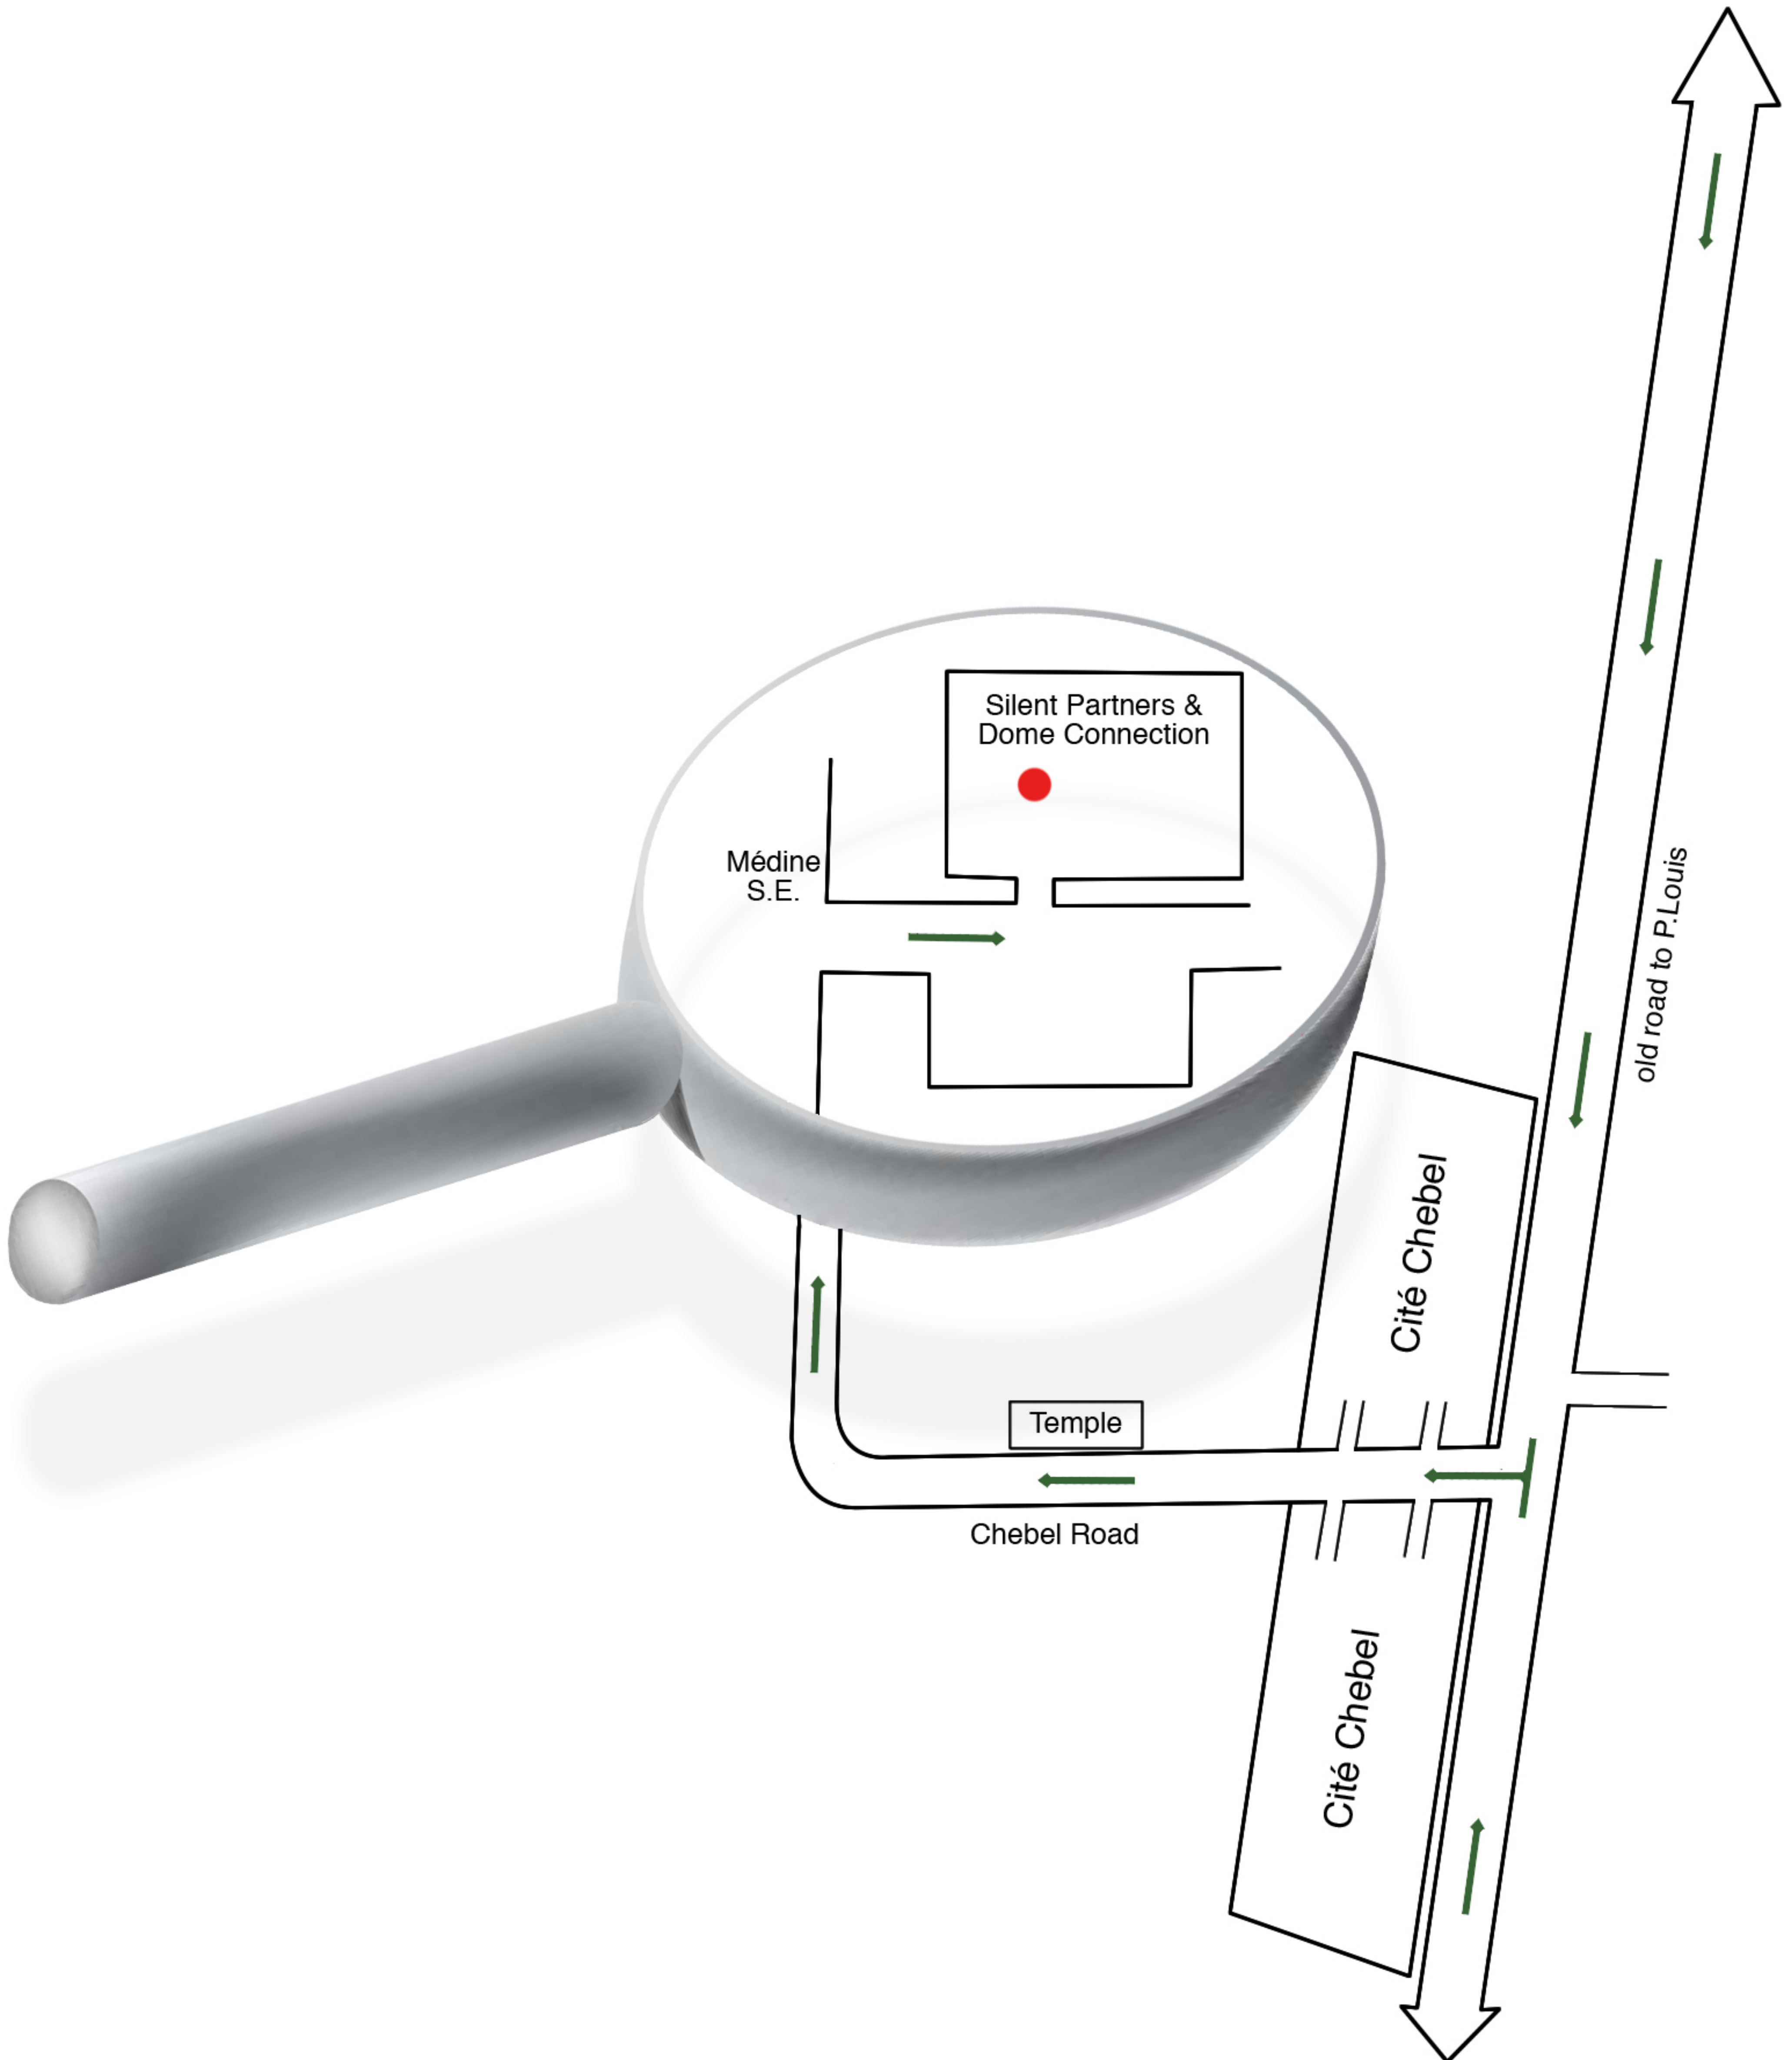 Silent Partners &
Dome Connection
Médine
S.E.
old road to P.Louis
Cité Chebel
Temple
Chebel Road
Cité Chebel